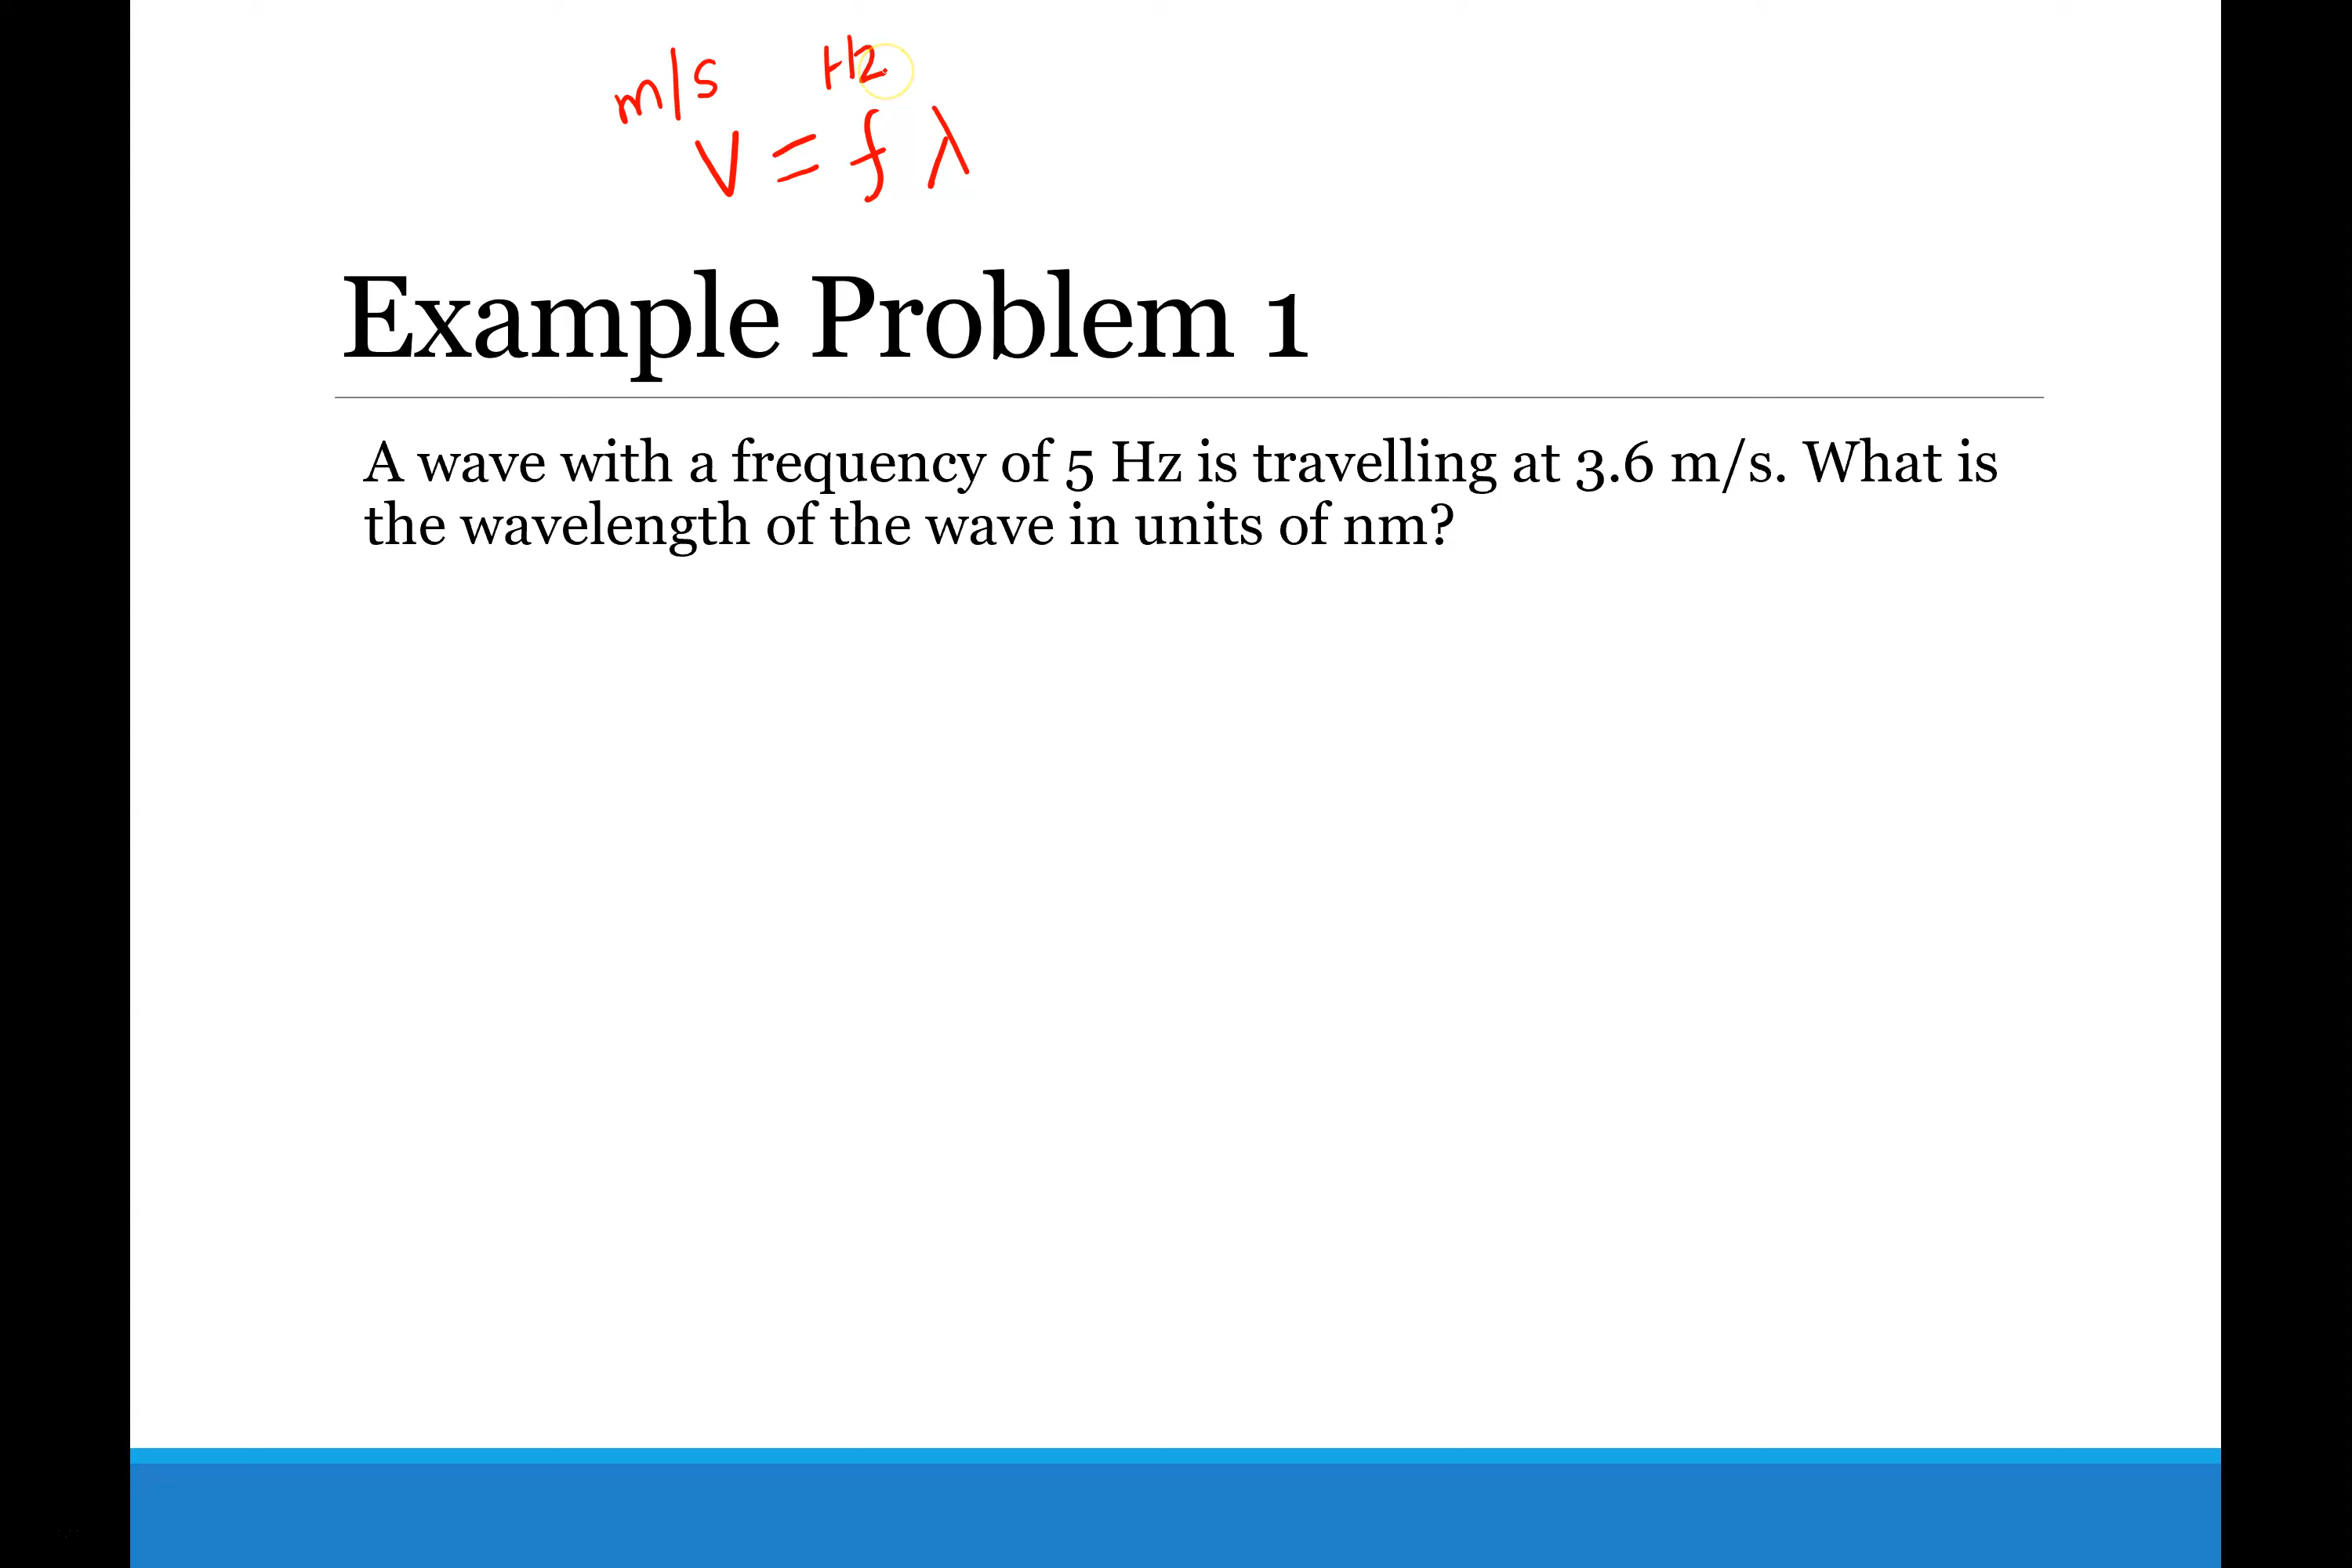 m/s Hz
v = f λ
Example Problem 1
A wave with a frequency of 5 Hz is travelling at 3.6 m/s. What is
the wavelength of the wave in units of nm?